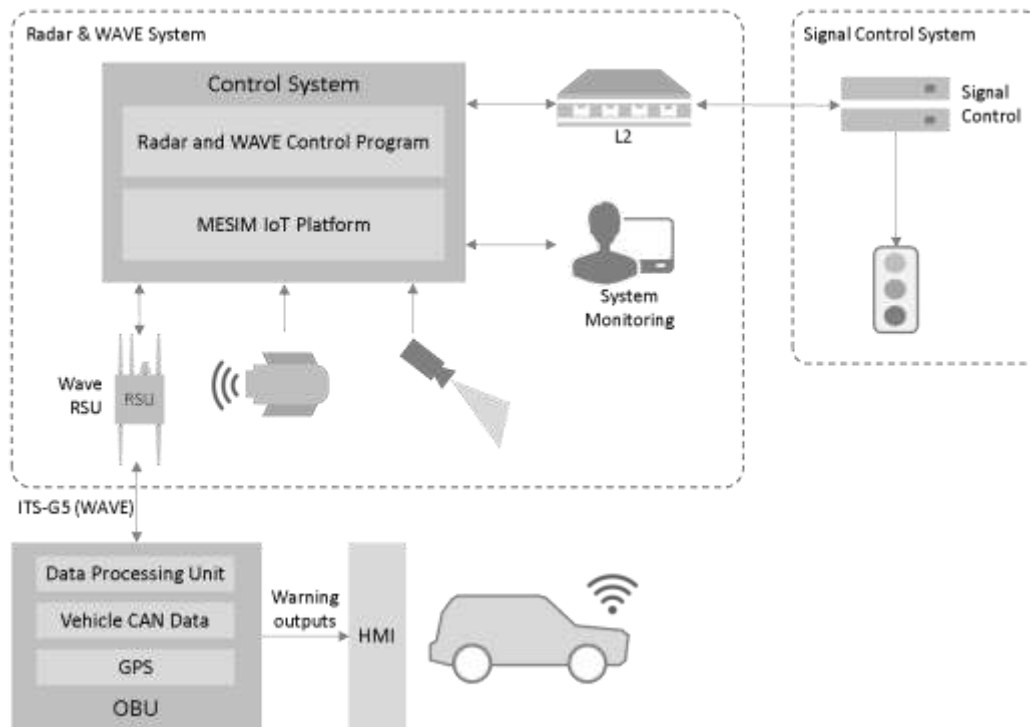 Radar & WAVE System
Signal Control System
Control System
Radar and WAVE Control Program
MESIM IoT Platform
L2
Signal
Control
System
Monitoring
Wave
RSU
RSU
ITS-G5 (WAVE)
Data Processing Unit
Vehicle CAN Data
GPS
OBU
Warning
outputs
HMI